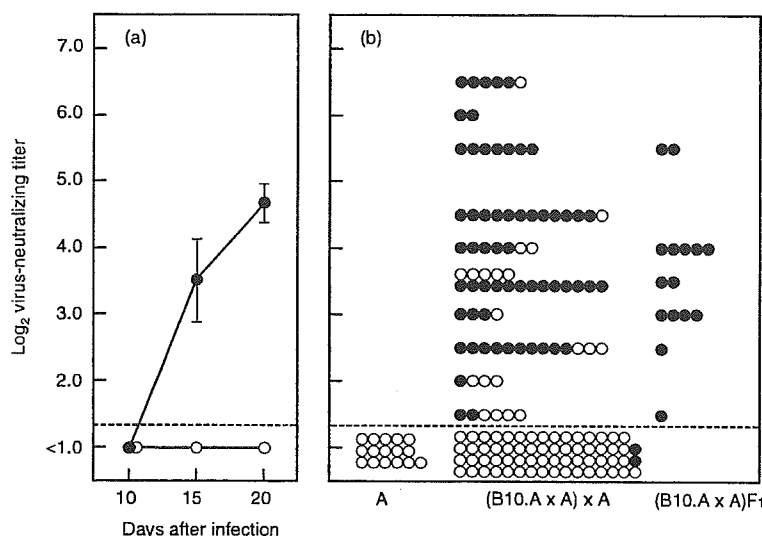 (a)
(b)
Log₂ virus-neutralizing titer
7.0
6.0
5.0
4.0
3.0
2.0
<1.0
10 15 20
Days after infection
A (B10.A x A) x A (B10.A x A)F₁